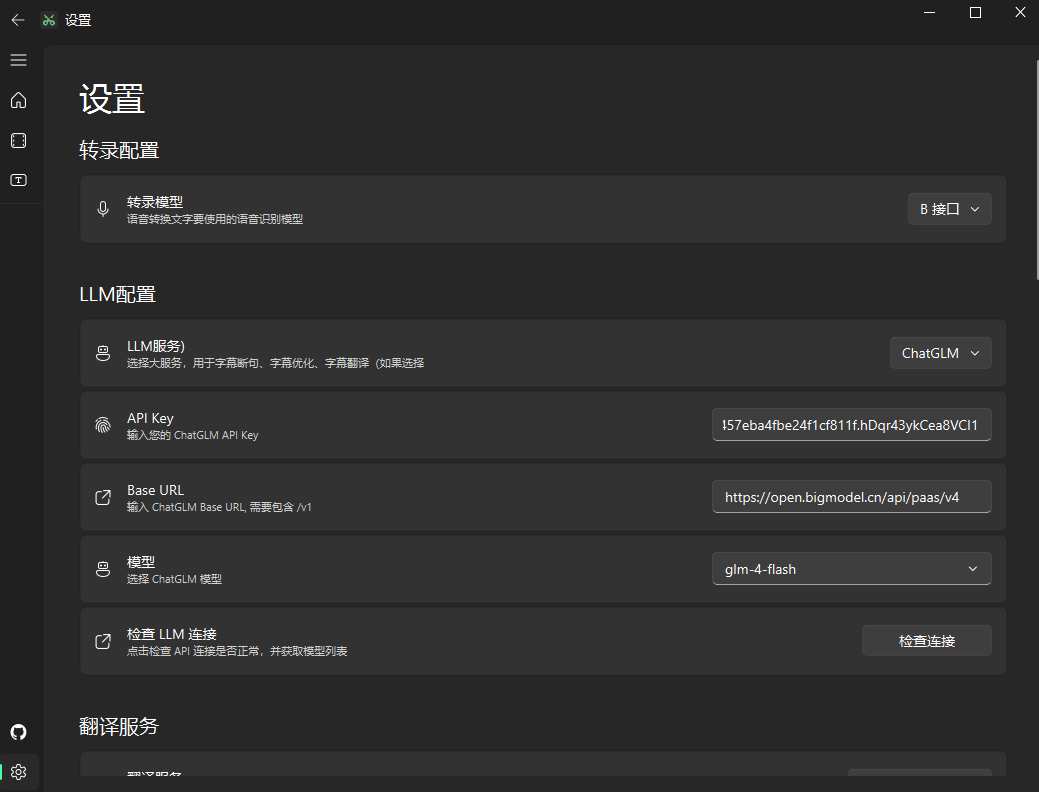 设置
设置
转录配置
转录模型
语音转换文字要使用的语音识别模型
B 接口
LLM配置
LLM服务)
选择大服务，用于字幕断句、字幕优化、字幕翻译（如果选择
ChatGLM
API Key
输入您的 ChatGLM API Key
457eba4fbe24f1cf811f.hDqr43ykCea8VCI1
Base URL
输入 ChatGLM Base URL, 需要包含 /v1
https://open.bigmodel.cn/api/paas/v4
模型
选择 ChatGLM 模型
glm-4-flash
检查 LLM 连接
点击检查 API 连接是否正常，并获取模型列表
检查连接
翻译服务
翻译服务